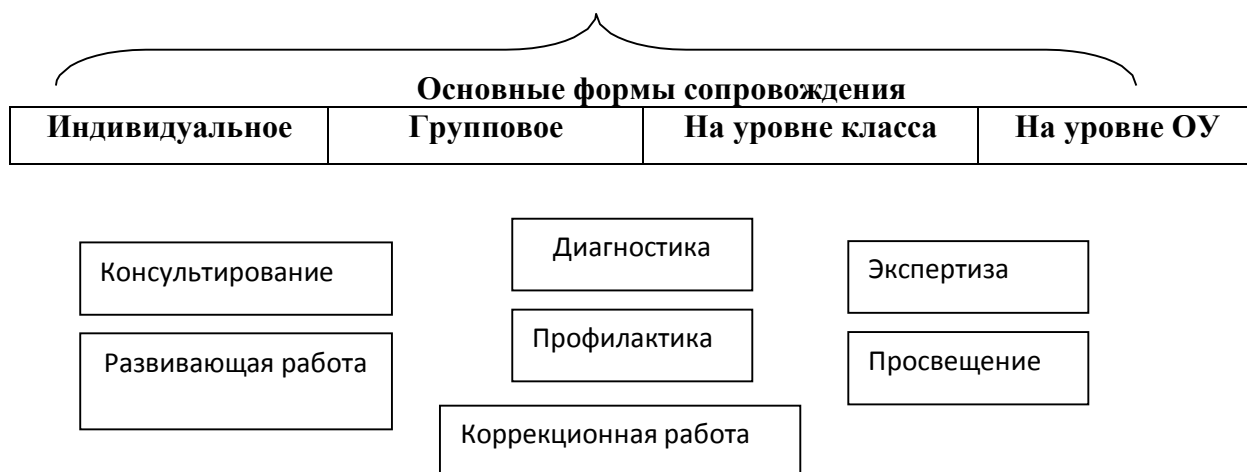 Основные формы сопровождения
Индивидуальное Групповое На уровне класса На уровне ОУ
Консультирование
Диагностика
Экспертиза
Развивающая работа
Профилактика
Просвещение
Коррекционная работа